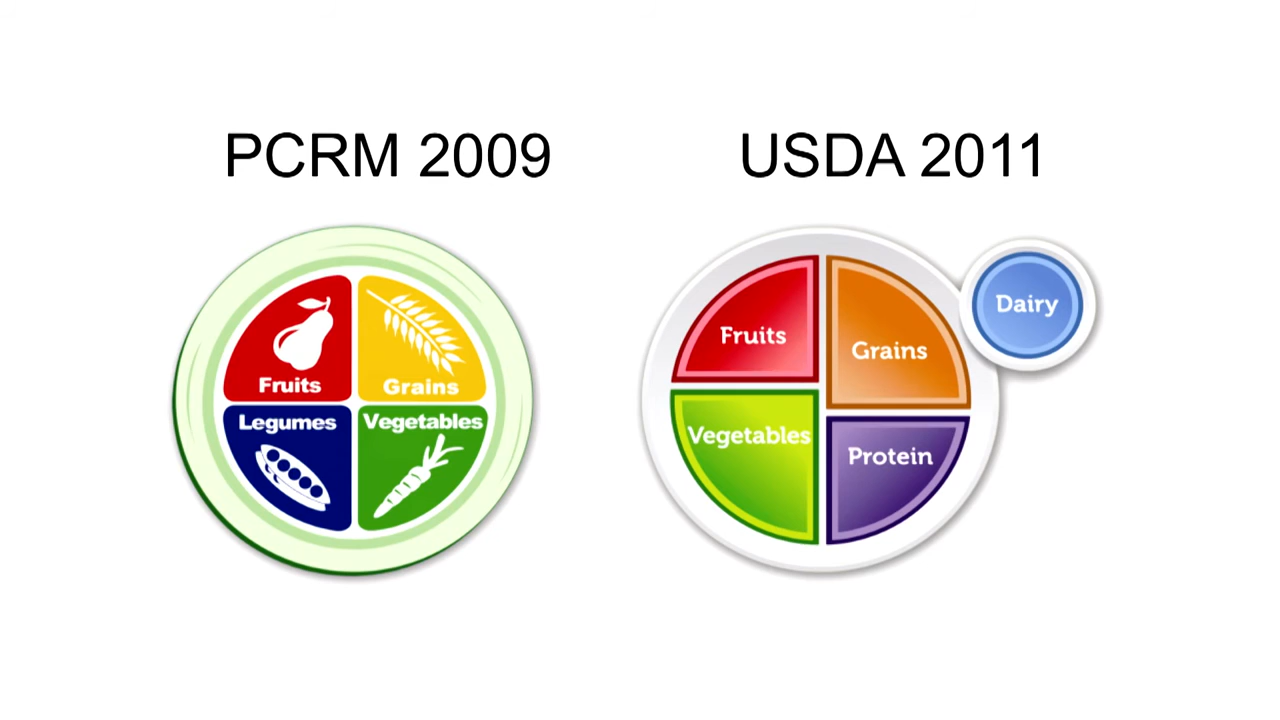 PCRM 2009
Fruits
Grains
Legumes
Vegetables
USDA 2011
Fruits
Grains
Dairy
Vegetables
Protein